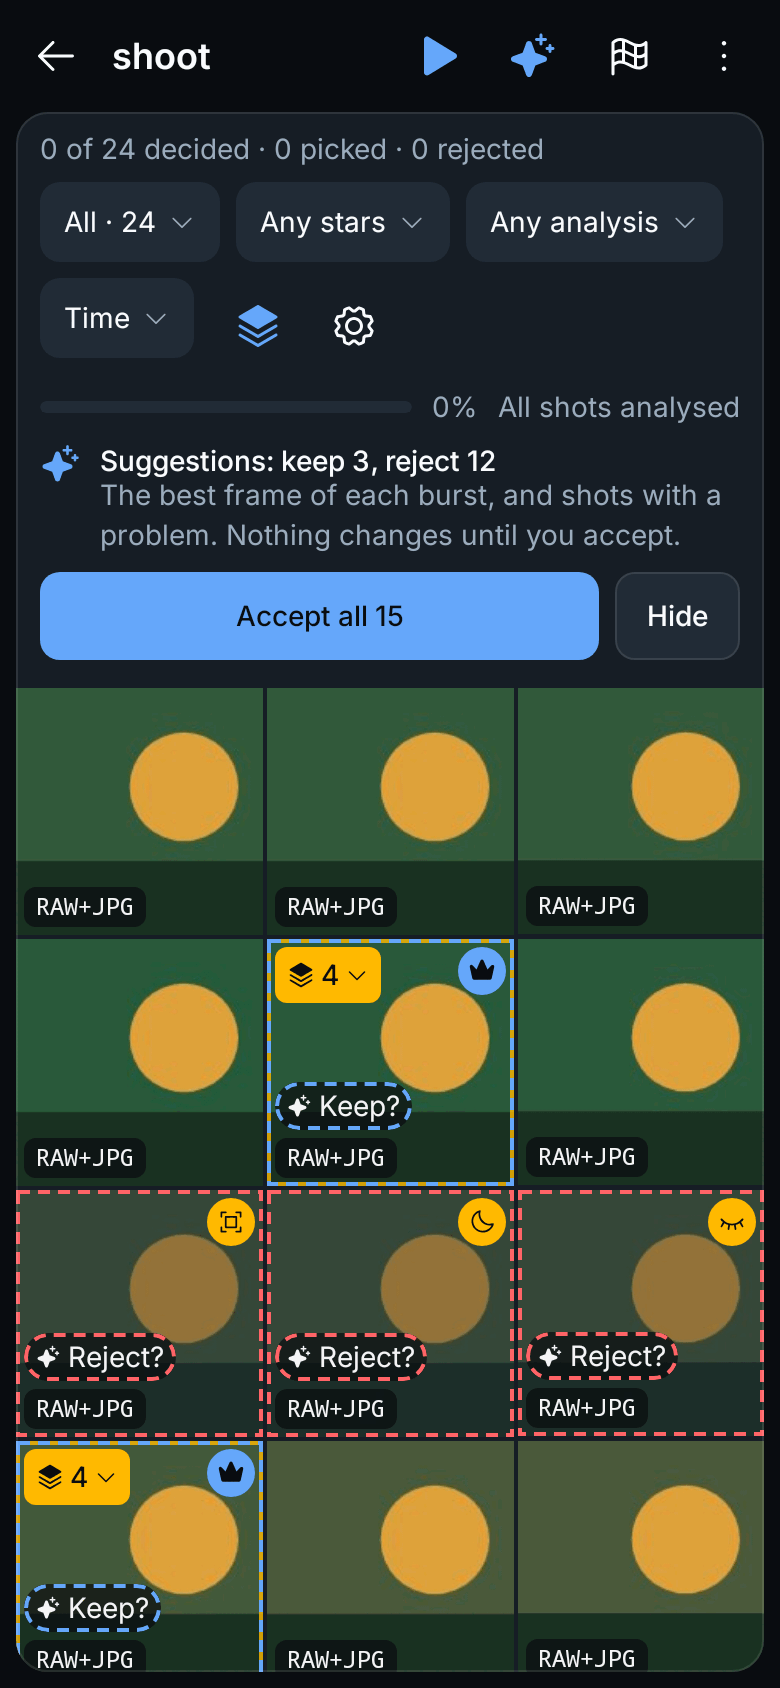 shoot
0 of 24 decided · 0 picked · 0 rejected
All · 24
Any stars
Any analysis
Time
0% All shots analysed
Suggestions: keep 3, reject 12
The best frame of each burst, and shots with a
problem. Nothing changes until you accept.
Accept all 15
Hide
RAW+JPG
RAW+JPG
RAW+JPG
RAW+JPG
4
Keep?
RAW+JPG
RAW+JPG
Reject?
RAW+JPG
Reject?
RAW+JPG
Reject?
RAW+JPG
4
Keep?
RAW+JPG
RAW+JPG
RAW+JPG